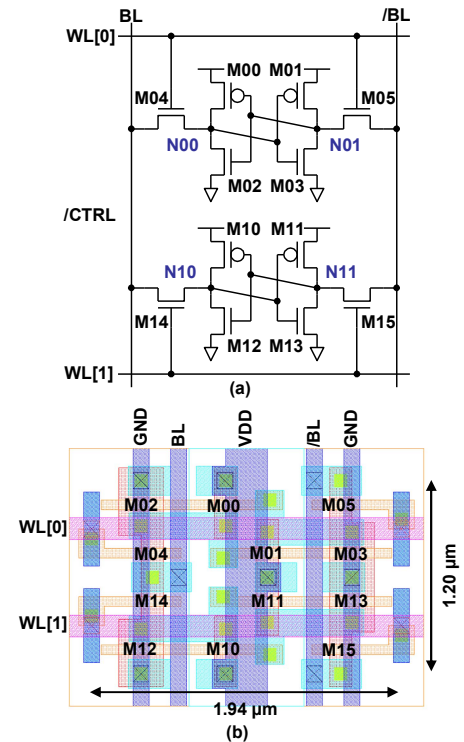 BL /BL
WL[0]
M00 M01
M04 M05
N00 N01
M02 M03
/CTRL
M10 M11
N10 N11
M14 M15
M12 M13
WL[1]
(a)
GND BL VDD /BL GND
M02 M00 M05
WL[0]
M04 M01 M03
M14 M11 M13
WL[1]
M12 M10 M15
1.20 µm
1.94 µm
(b)